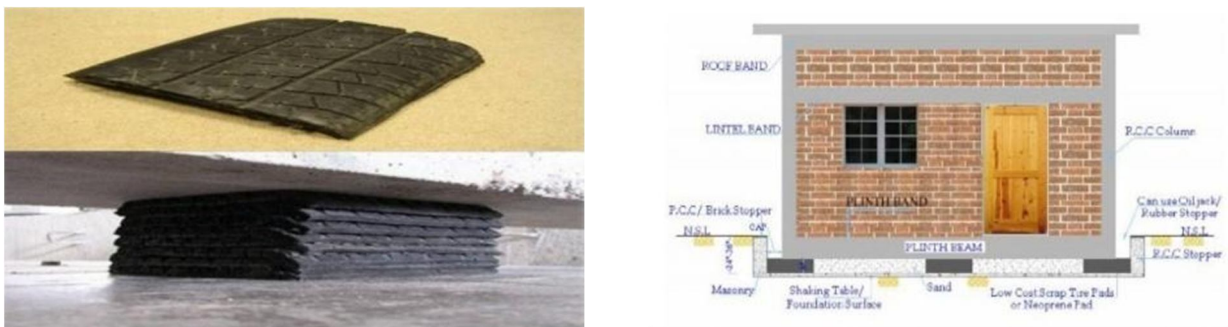 ROOF BAND
LINTEL BAND
R.C.C Column
PLINTH BAND
P.C.C/ Brick Stopper
N.S.L
GAP
Can use Oil jack/
Rubber Stopper
N.S.L
PLINTH BEAM
R.C.C Stopper
Masonry
Shaking Table/
Foundation Surface
Sand
Low Cost Scrap Tire Pads
or Neoprene Pad